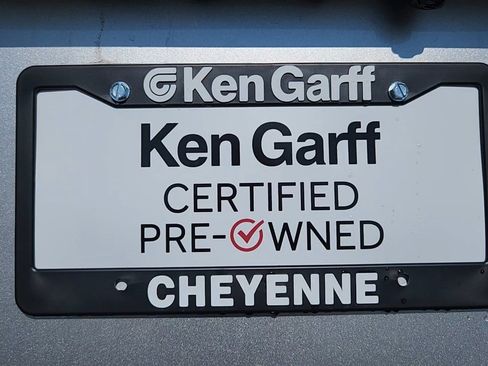 Ken Garff
Ken Garff
CERTIFIED
PRE-OWNED
CHEYENNE